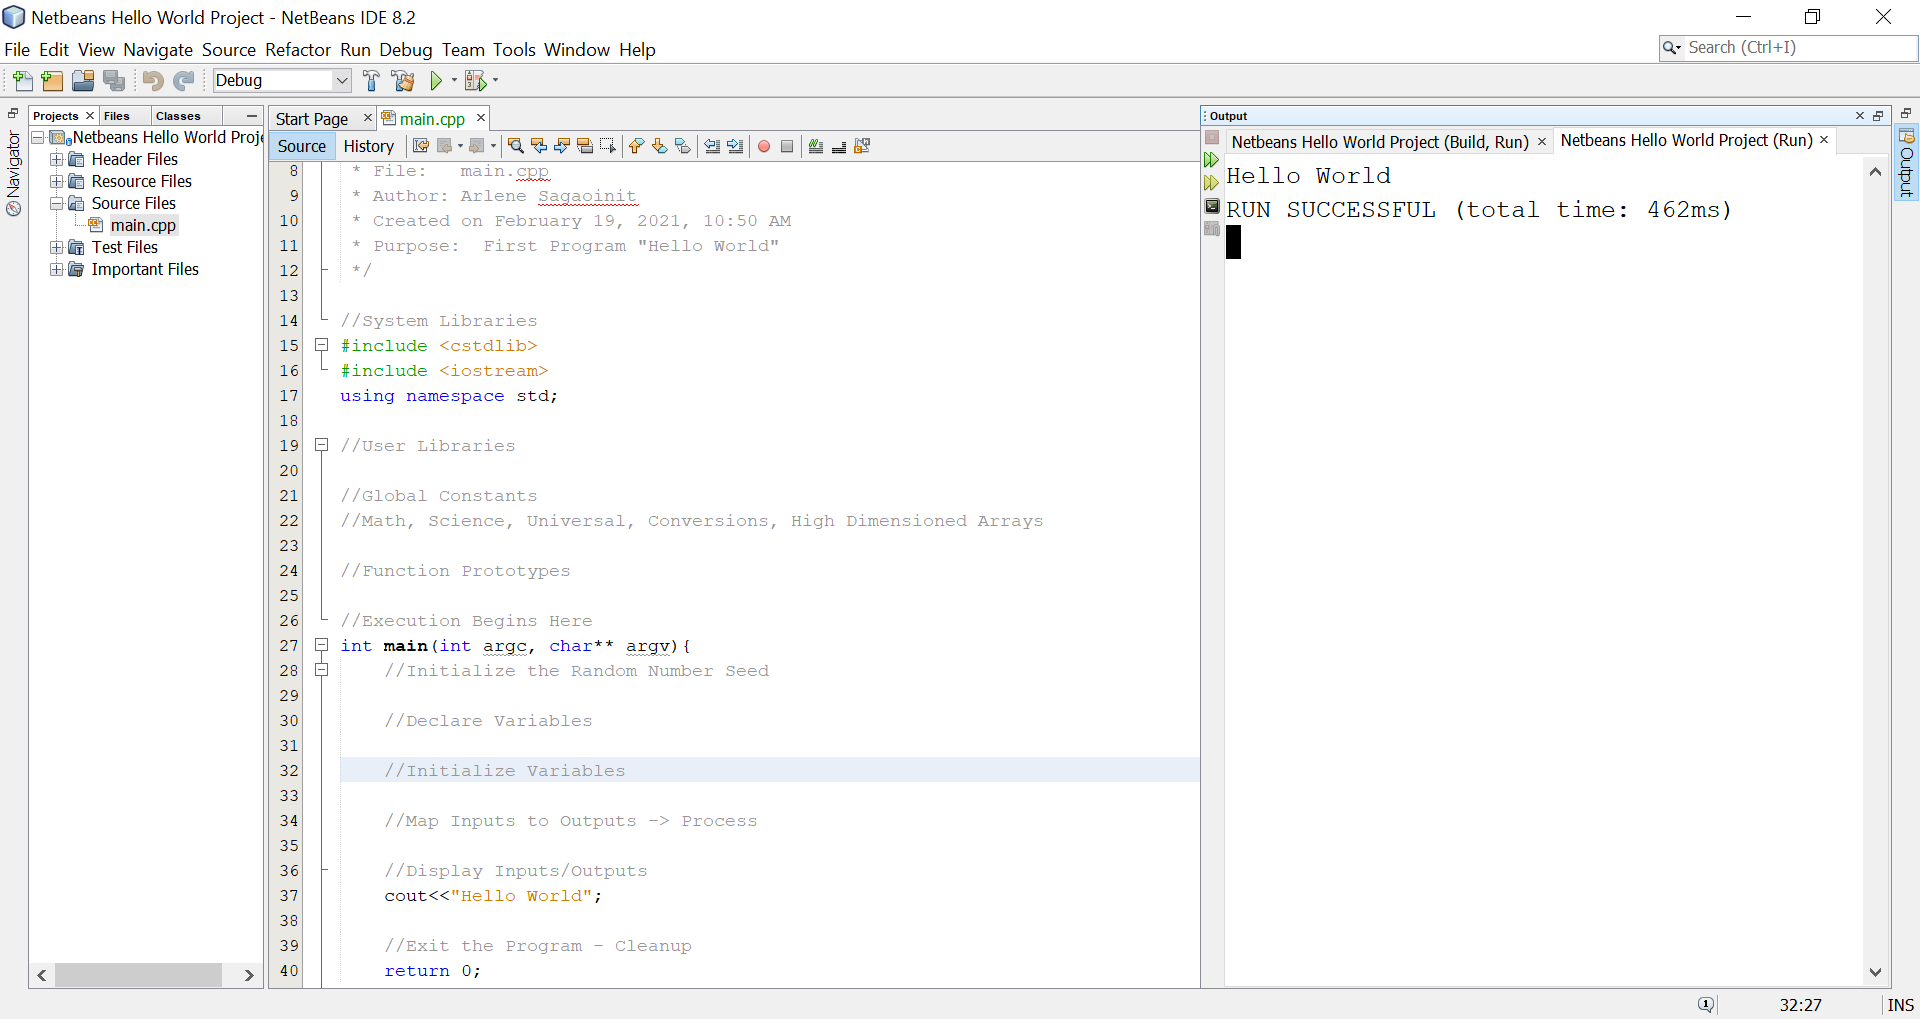 Netbeans Hello World Project - NetBeans IDE 8.2
File Edit View Navigate Source Refactor Run Debug Team Tools Window Help
Search (Ctrl+I)
Debug
Projects Files Classes
Navigator
Netbeans Hello World Proje
Header Files
Resource Files
Source Files
main.cpp
Test Files
Important Files
Start Page main.cpp
Source History
8 * File:   main.cpp
9 * Author: Arlene Sagaoinit
10 * Created on February 19, 2021, 10:50 AM
11 * Purpose:  First Program "Hello World"
12 */
13
14 //System Libraries
15 #include <cstdlib>
16 #include <iostream>
17 using namespace std;
18
19 //User Libraries
20
21 //Global Constants
22 //Math, Science, Universal, Conversions, High Dimensioned Arrays
23
24 //Function Prototypes
25
26 //Execution Begins Here
27 int main(int argc, char** argv){
28     //Initialize the Random Number Seed
29
30     //Declare Variables
31
32     //Initialize Variables
33
34     //Map Inputs to Outputs -> Process
35
36     //Display Inputs/Outputs
37     cout<<"Hello World";
38
39     //Exit the Program - Cleanup
40     return 0;
Output
Netbeans Hello World Project (Build, Run) Netbeans Hello World Project (Run)
Hello World
RUN SUCCESSFUL (total time: 462ms)
Output
32:27 INS